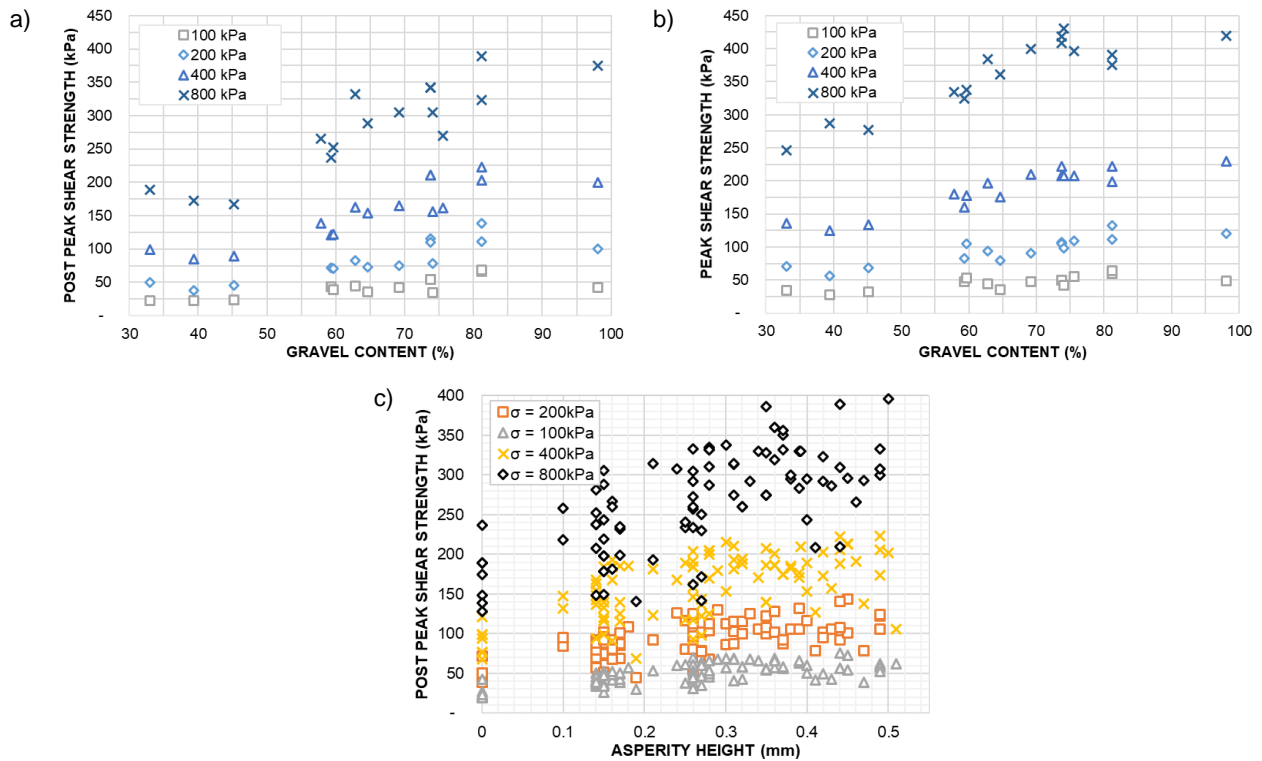 a)
POST PEAK SHEAR STRENGTH (kPa)
450
400
350
300
250
200
150
100
50
-
100 kPa
200 kPa
400 kPa
800 kPa
30 40 50 60 70 80 90 100
GRAVEL CONTENT (%)
b)
PEAK SHEAR STRENGTH (kPa)
450
400
350
300
250
200
150
100
50
-
100 kPa
200 kPa
400 kPa
800 kPa
30 40 50 60 70 80 90 100
GRAVEL CONTENT (%)
c)
POST PEAK SHEAR STRENGTH (kPa)
400
350
300
250
200
150
100
50
-
σ = 200kPa
σ = 100kPa
σ = 400kPa
σ = 800kPa
0 0.1 0.2 0.3 0.4 0.5
ASPERITY HEIGHT (mm)